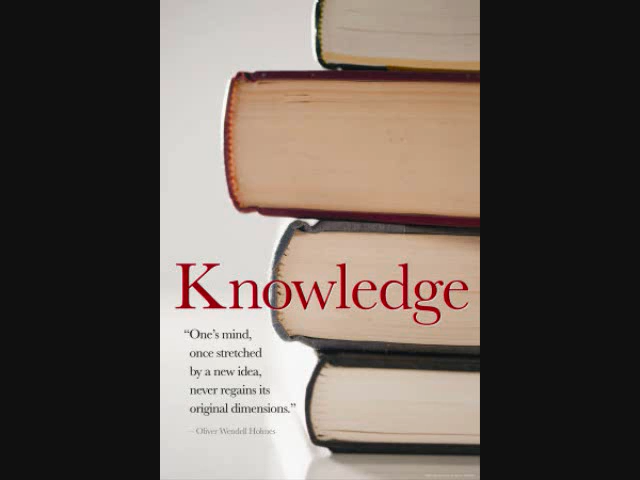 Knowledge
“One’s mind,
once stretched
by a new idea,
never regains its
original dimensions.”
— Oliver Wendell Holmes